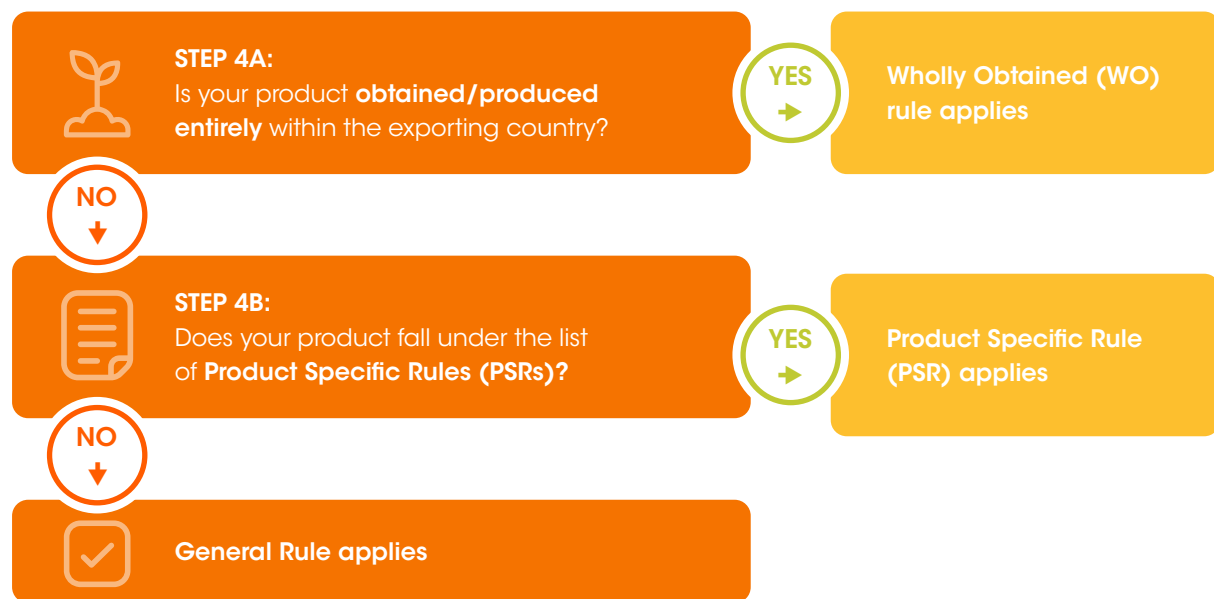 STEP 4A:
Is your product obtained/produced
entirely within the exporting country?
YES
Wholly Obtained (WO)
rule applies
NO
STEP 4B:
Does your product fall under the list
of Product Specific Rules (PSRs)?
YES
Product Specific Rule
(PSR) applies
NO
General Rule applies